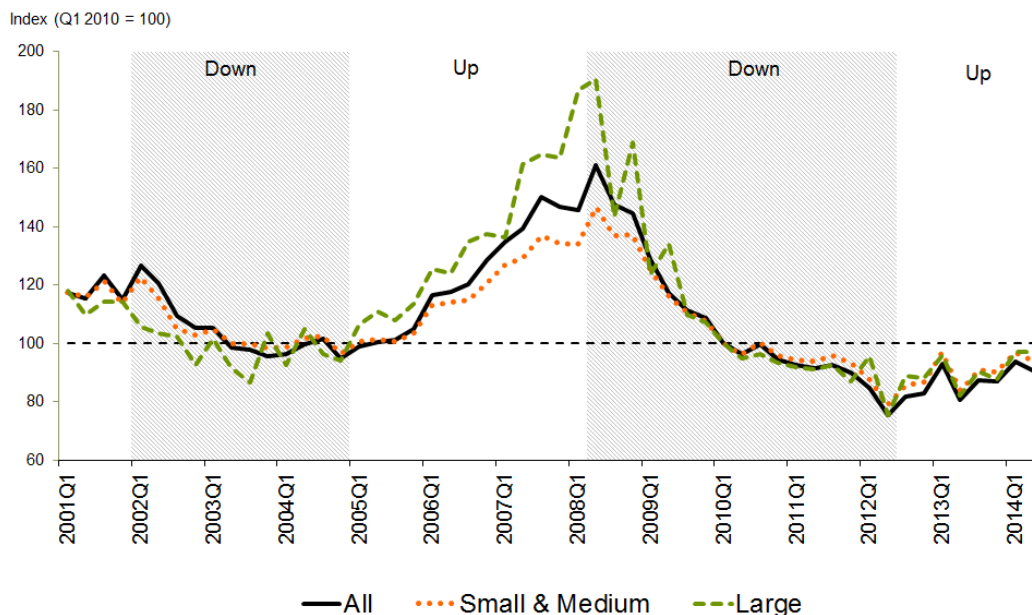 Index (Q1 2010 = 100)
200
180
160
140
120
100
80
60
Down
Up
Down
Up
2001Q1
2002Q1
2003Q1
2004Q1
2005Q1
2006Q1
2007Q1
2008Q1
2009Q1
2010Q1
2011Q1
2012Q1
2013Q1
2014Q1
All
Small & Medium
Large